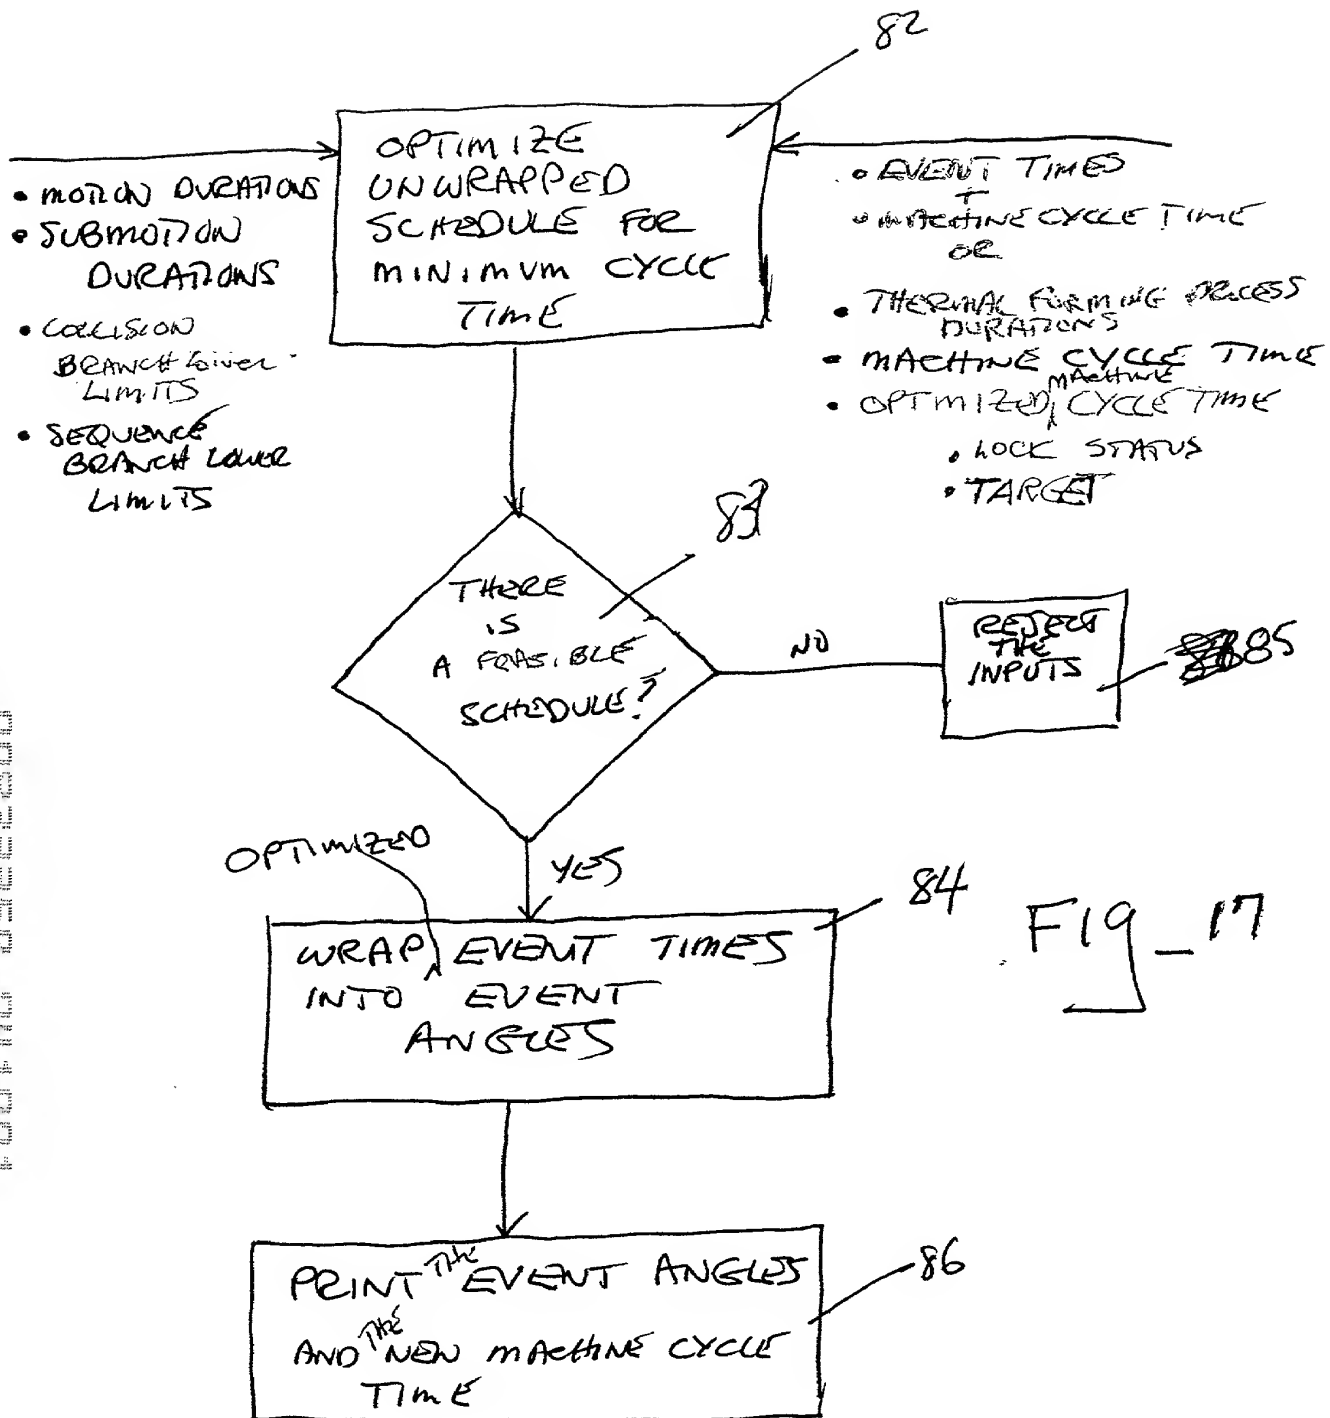 82
OPTIMIZE
UNWRAPPED
SCHEDULE FOR
MINIMUM CYCLE
TIME
• MOTION DURATIONS
• SUBMOTION
DURATIONS
• COLLISION
BRANCH LOWER
LIMITS
• SEQUENCE
BRANCH LOWER
LIMITS
• EVENT TIMES
+
• MACHINE CYCLE TIME
OR
• THERMAL FORMING PROCESS
DURATIONS
• MACHINE CYCLE TIME
• OPTIMIZED MACHINE CYCLE TIME
• LOCK STATUS
• TARGET
83
THERE
IS
A FEASIBLE
SCHEDULE?
NO
REJECT
THE
INPUTS
85
OPTIMIZED
YES
84
WRAP EVENT TIMES
INTO EVENT
ANGLES
FIG_17
PRINT THE EVENT ANGLES
AND THE NEW MACHINE CYCLE
TIME
86